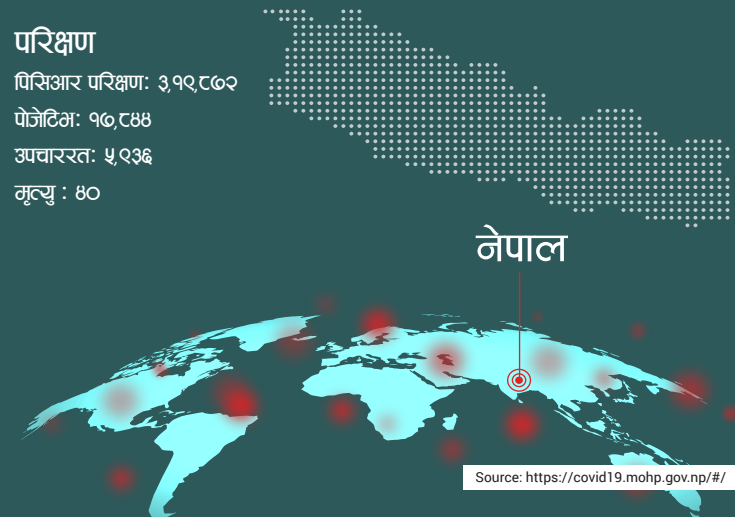 परिक्षण
पिसिआर परिक्षण: ३,१९,८७२
पोजेटिभ: १७,८४४
उपचाररत: ५,९३६
मृत्यु : ४०
नेपाल
Source: https://covid19.mohp.gov.np/#/